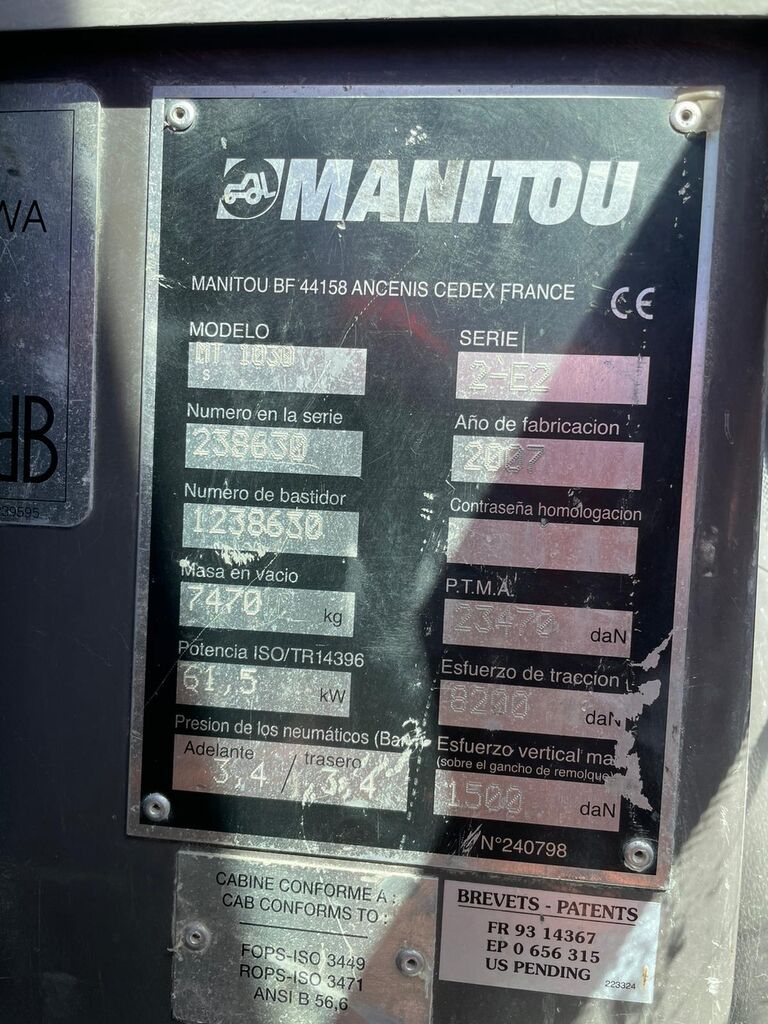 WA
dB
239595
MANITOU
MANITOU BF 44158 ANCENIS CEDEX FRANCE
CE
MODELO
MT 1030
S
SERIE
2-E2
Numero en la serie
238630
Año de fabricacion
2007
Numero de bastidor
1238630
Contraseña homologacion
Masa en vacio
7470 kg
P.T.M.A.
23470 daN
Potencia ISO/TR14396
61,5 kW
Esfuerzo de traccion
8200 daN
Presion de los neumáticos (Bar)
Adelante / trasero
3,4 / 3,4
Esfuerzo vertical max
(sobre el gancho de remolque)
1500 daN
N°240798
CABINE CONFORME A :
CAB CONFORMS TO :
FOPS-ISO 3449
ROPS-ISO 3471
ANSI B 56,6
BREVETS - PATENTS
FR 93 14367
EP 0 656 315
US PENDING
223324